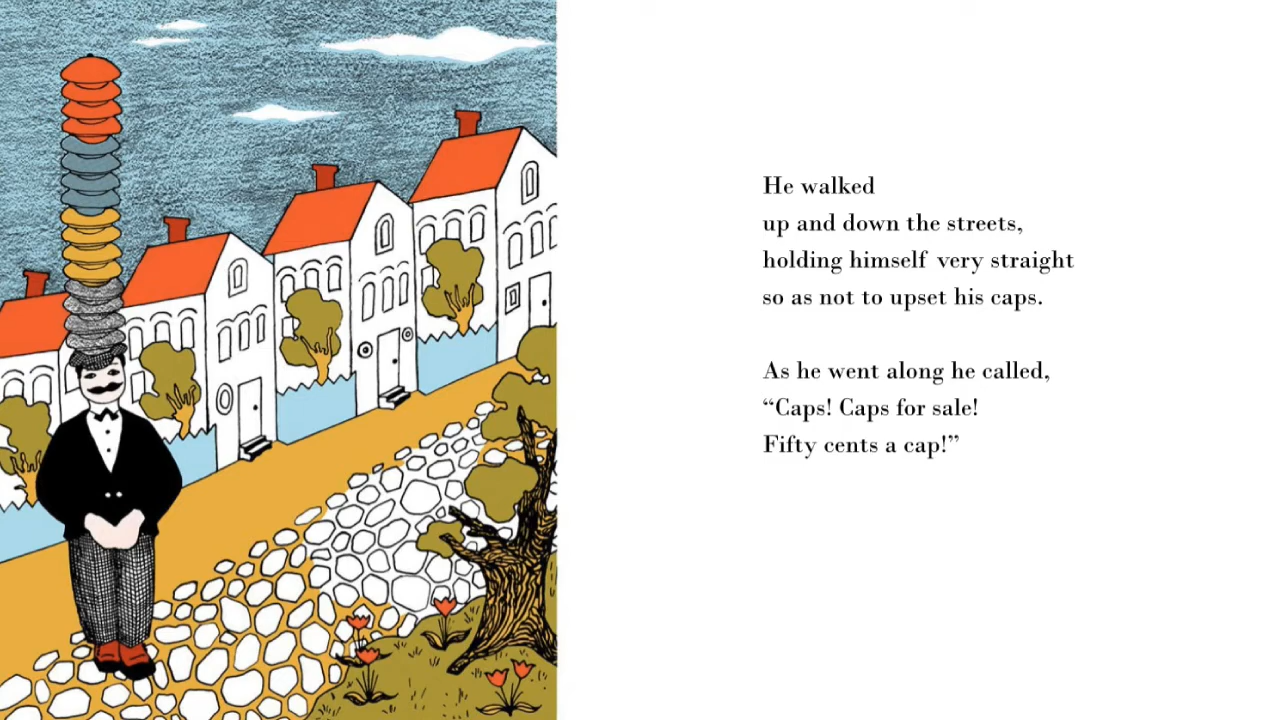 He walked
up and down the streets,
holding himself very straight
so as not to upset his caps.
As he went along he called,
“Caps! Caps for sale!
Fifty cents a cap!”